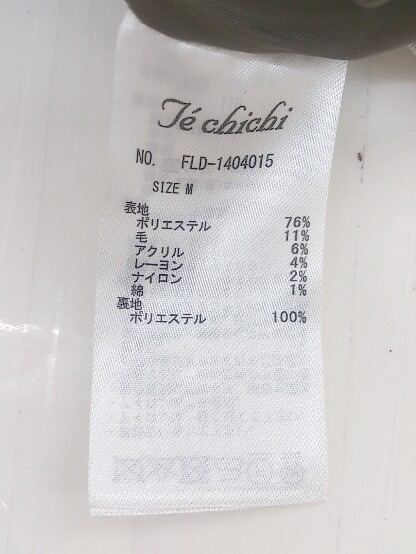 Té chichi
NO. FLD-1404015
SIZE M
表地
ポリエステル 76%
毛 11%
アクリル 6%
レーヨン 4%
ナイロン 2%
綿 1%
裏地
ポリエステル 100%